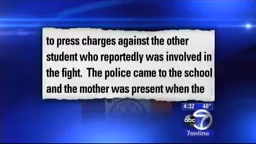 to press charges against the other
student who reportedly was involved in
the fight. The police came to the school
and the mother was present when the
4:32 48°
abc 7
7online